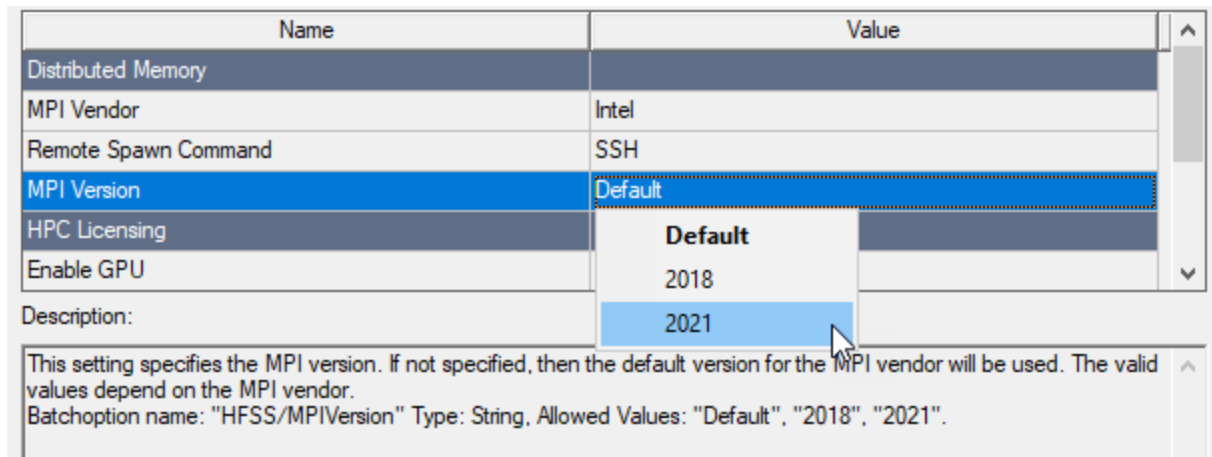 Name Value
Distributed Memory
MPI Vendor Intel
Remote Spawn Command SSH
MPI Version Default
HPC Licensing Default
Enable GPU 2018
Description: 2021
This setting specifies the MPI version. If not specified, then the default version for the MPI vendor will be used. The valid
values depend on the MPI vendor.
Batchoption name: "HFSS/MPIVersion" Type: String, Allowed Values: "Default", "2018", "2021".